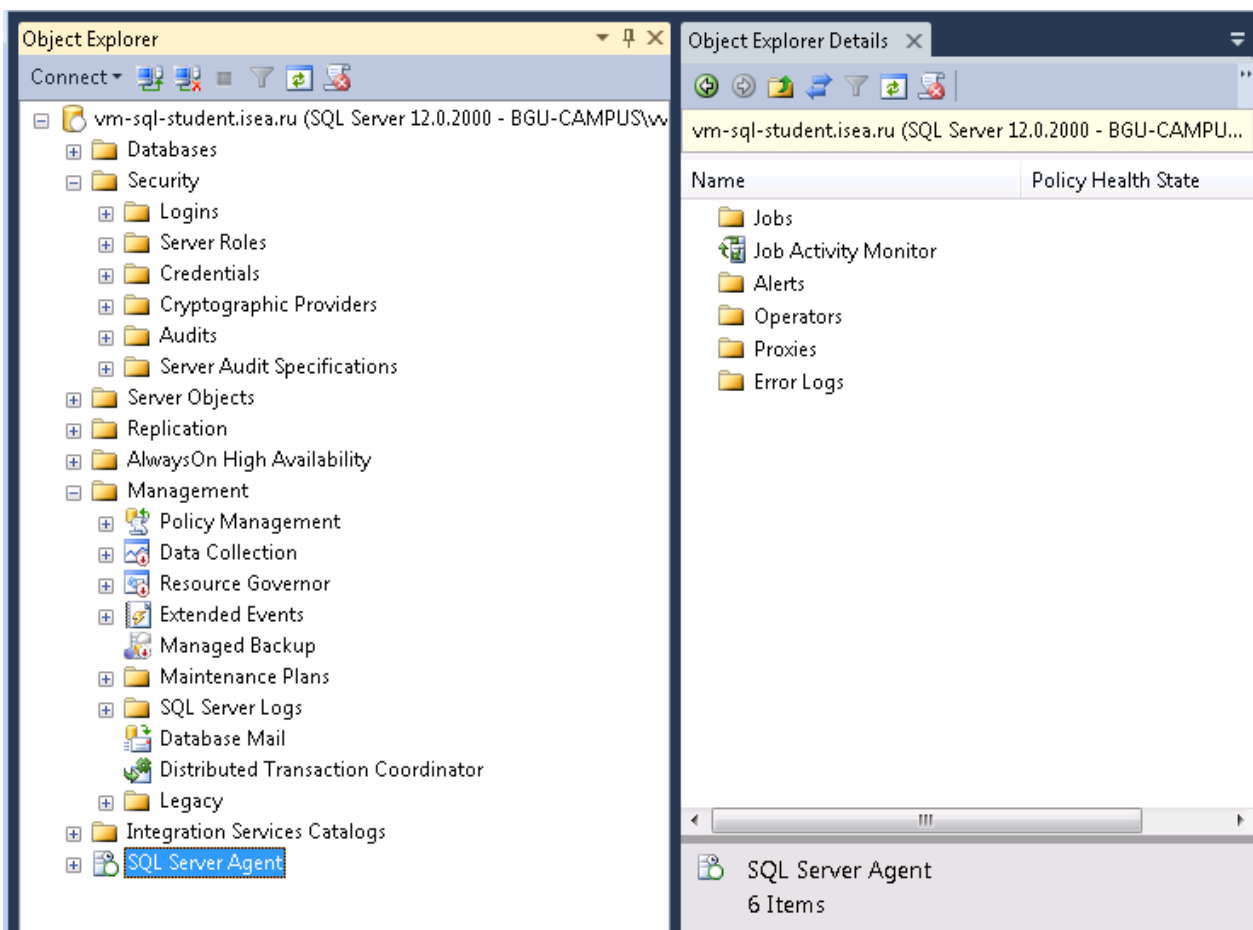 Object Explorer
Connect
vm-sql-student.isea.ru (SQL Server 12.0.2000 - BGU-CAMPUS\vv
Databases
Security
Logins
Server Roles
Credentials
Cryptographic Providers
Audits
Server Audit Specifications
Server Objects
Replication
AlwaysOn High Availability
Management
Policy Management
Data Collection
Resource Governor
Extended Events
Managed Backup
Maintenance Plans
SQL Server Logs
Database Mail
Distributed Transaction Coordinator
Legacy
Integration Services Catalogs
SQL Server Agent
Object Explorer Details
vm-sql-student.isea.ru (SQL Server 12.0.2000 - BGU-CAMPU...
Name Policy Health State
Jobs
Job Activity Monitor
Alerts
Operators
Proxies
Error Logs
SQL Server Agent
6 Items